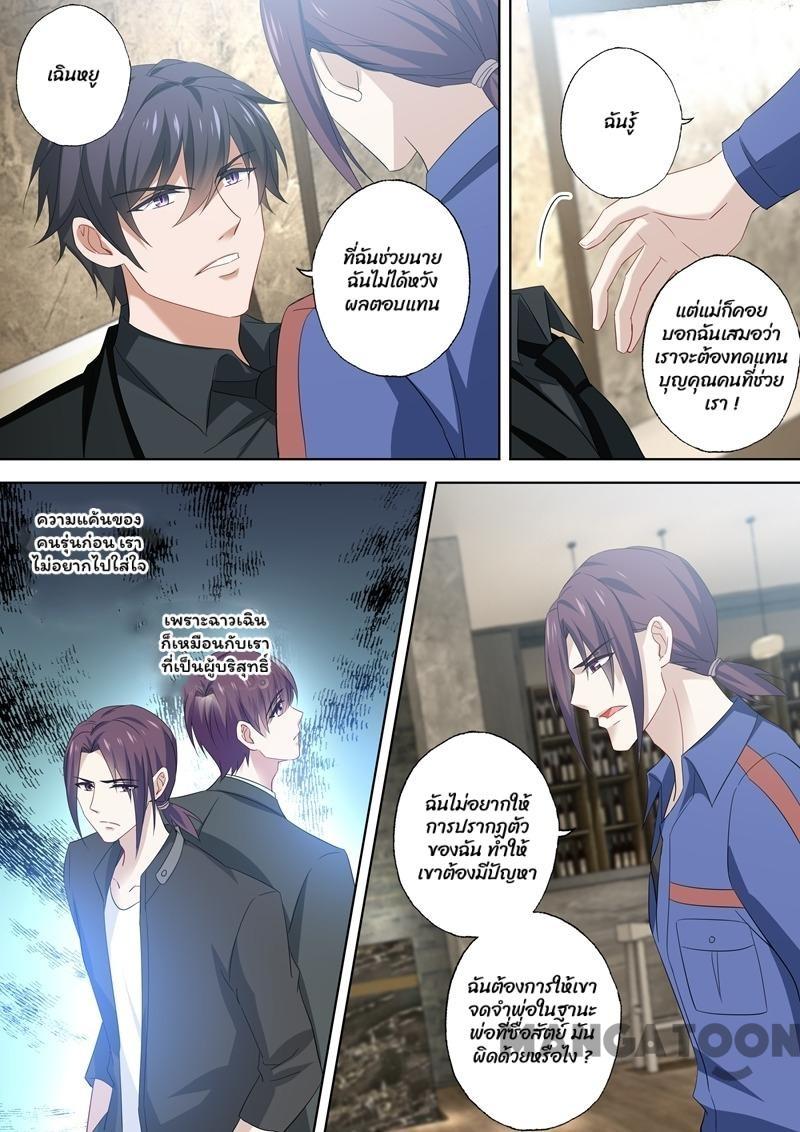 เฉินหยู
ที่ฉันช่วยนาย
ฉันไม่ได้หวัง
ผลตอบแทน
ฉันรู้
แต่แม่ก็คอย
บอกฉันเสมอว่า
เราจะต้องทดแทน
บุญคุณคนที่ช่วย
เรา !
ความแค้นของ
คนรุ่นก่อน เรา
ไม่อยากไปใส่ใจ
เพราะฉาวเฉิน
ก็เหมือนกับเรา
ที่เป็นผู้บริสุทธิ์
ฉันไม่อยากให้
การปรากฏตัว
ของฉัน ทำให้
เขาต้องมีปัญหา
ฉันต้องการให้เขา
จดจำพ่อในฐานะ
พ่อที่ซื่อสัตย์ มัน
ผิดด้วยหรือไง ?
MANGATOON